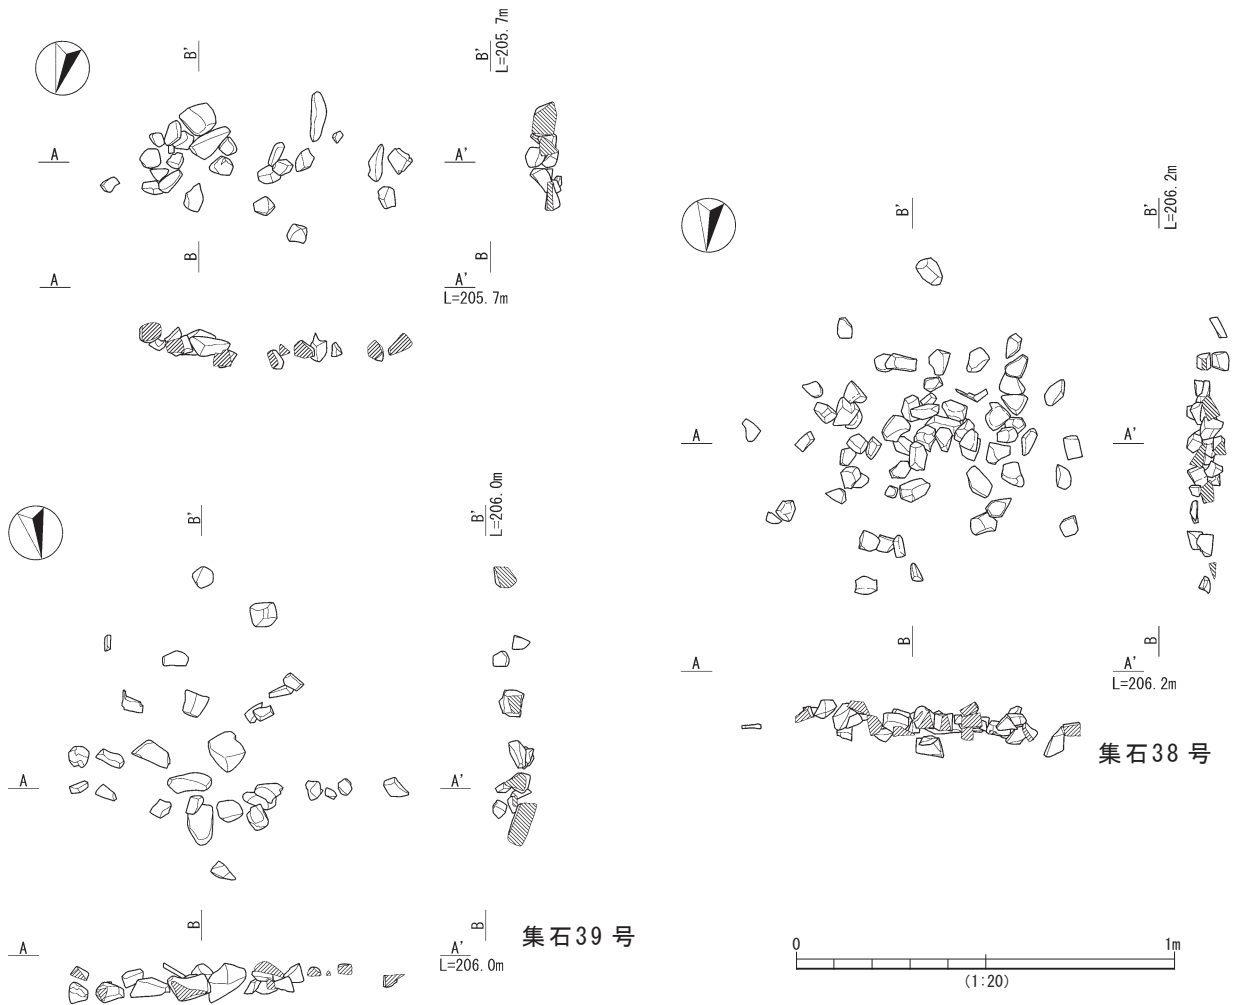 B'
B'
L=205.7m
A
A'
B
B
A
A'
L=205.7m
B'
B'
L=206.2m
A
A'
B
B
A
A'
L=206.2m
集石38号
B'
B'
L=206.0m
A
A'
B
B
A
A'
L=206.0m
集石39号
0
1m
(1:20)